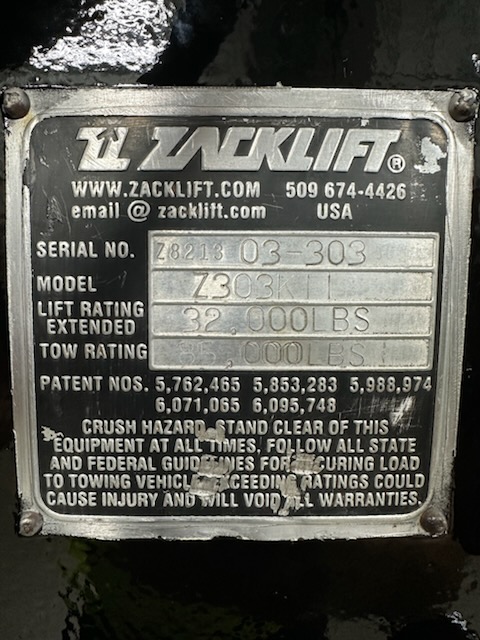 ZACKLIFT®
WWW.ZACKLIFT.COM 509 674-4426
email @ zacklift.com USA
SERIAL NO. Z8213 03-303
MODEL Z303K
LIFT RATING
EXTENDED 32,000LBS
TOW RATING ,000LBS
PATENT NOS. 5,762,465 5,853,283 5,988,974
6,071,065 6,095,748
CRUSH HAZARD. STAND CLEAR OF THIS
EQUIPMENT AT ALL TIMES. FOLLOW ALL STATE
AND FEDERAL GUIDELINES FOR SECURING LOAD
TO TOWING VEHICLE. EXCEEDING RATINGS COULD
CAUSE INJURY AND WILL VOID ALL WARRANTIES.